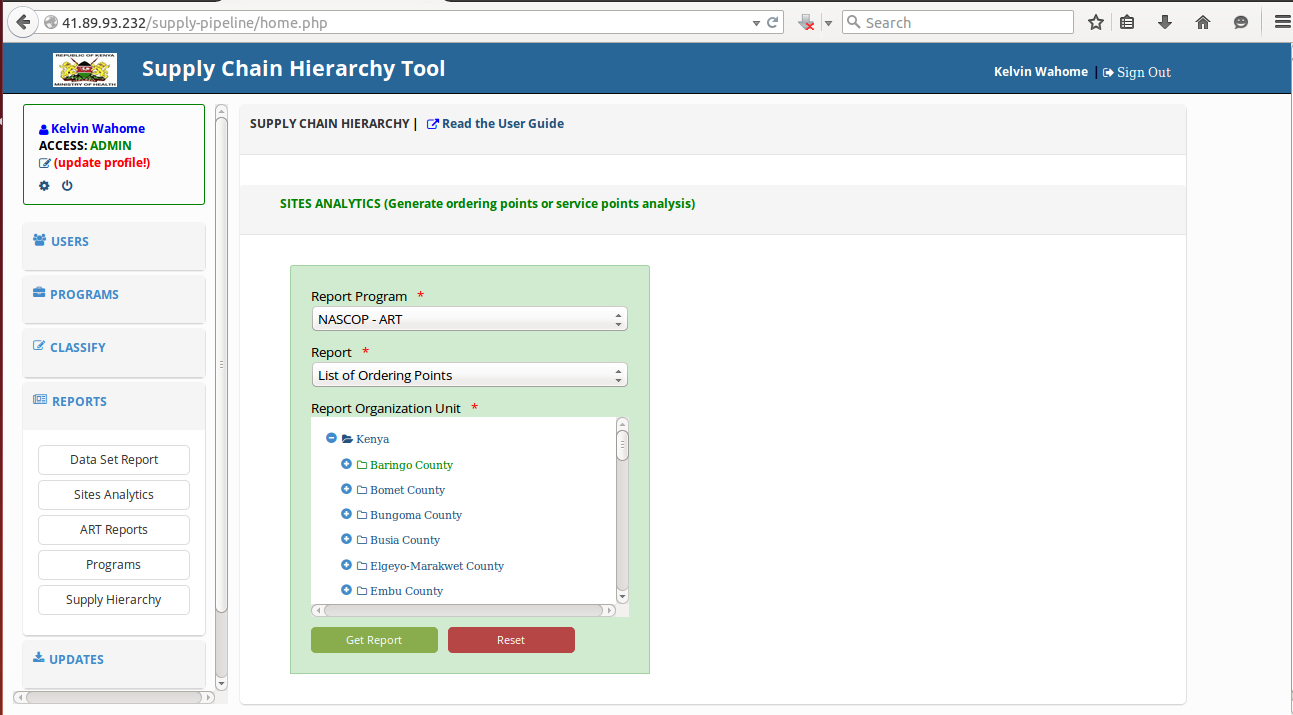 41.89.93.232/supply-pipeline/home.php
Search
REPUBLIC OF KENYA
MINISTRY OF HEALTH
Supply Chain Hierarchy Tool
Kelvin Wahome | Sign Out
Kelvin Wahome
ACCESS: ADMIN
(update profile!)
USERS
PROGRAMS
CLASSIFY
REPORTS
Data Set Report
Sites Analytics
ART Reports
Programs
Supply Hierarchy
UPDATES
SUPPLY CHAIN HIERARCHY | Read the User Guide
SITES ANALYTICS (Generate ordering points or service points analysis)
Report Program *
NASCOP - ART
Report *
List of Ordering Points
Report Organization Unit *
Kenya
Baringo County
Bomet County
Bungoma County
Busia County
Elgeyo-Marakwet County
Embu County
Get Report
Reset